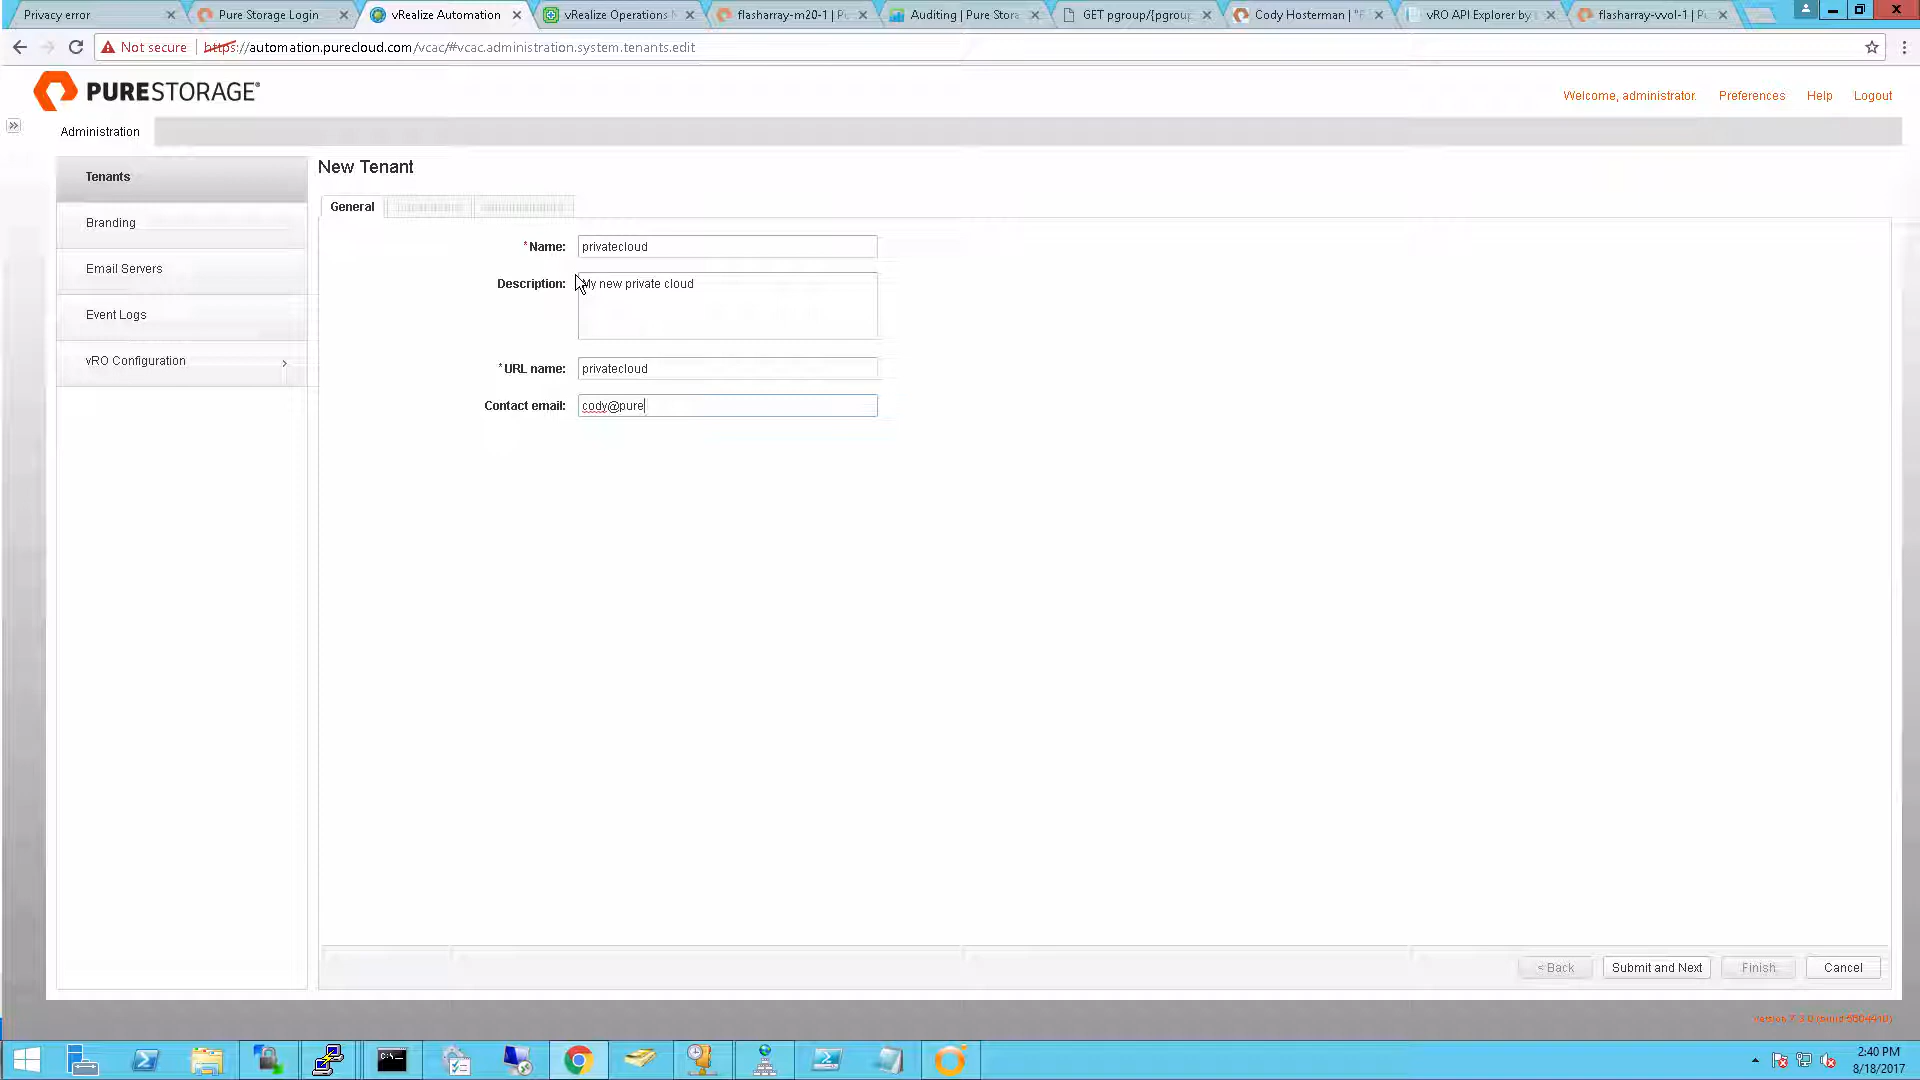 Privacy error
Pure Storage Login
vRealize Automation
vRealize Operations
flasharray-m20-1 | P
Auditing | Pure Stora
GET pgroup/{pgroup
Cody Hosterman | "F
vRO API Explorer by
flasharray-vvol-1 | P
Not secure
https://automation.purecloud.com/vcac/#vcac.administration.system.tenants.edit
PURESTORAGE®
Welcome, administrator.
Preferences
Help
Logout
Administration
Tenants
Branding
Email Servers
Event Logs
vRO Configuration
New Tenant
General
*Name: privatecloud
Description: My new private cloud
*URL name: privatecloud
Contact email: cody@pure
< Back
Submit and Next
Finish
Cancel
2:40 PM
8/18/2017